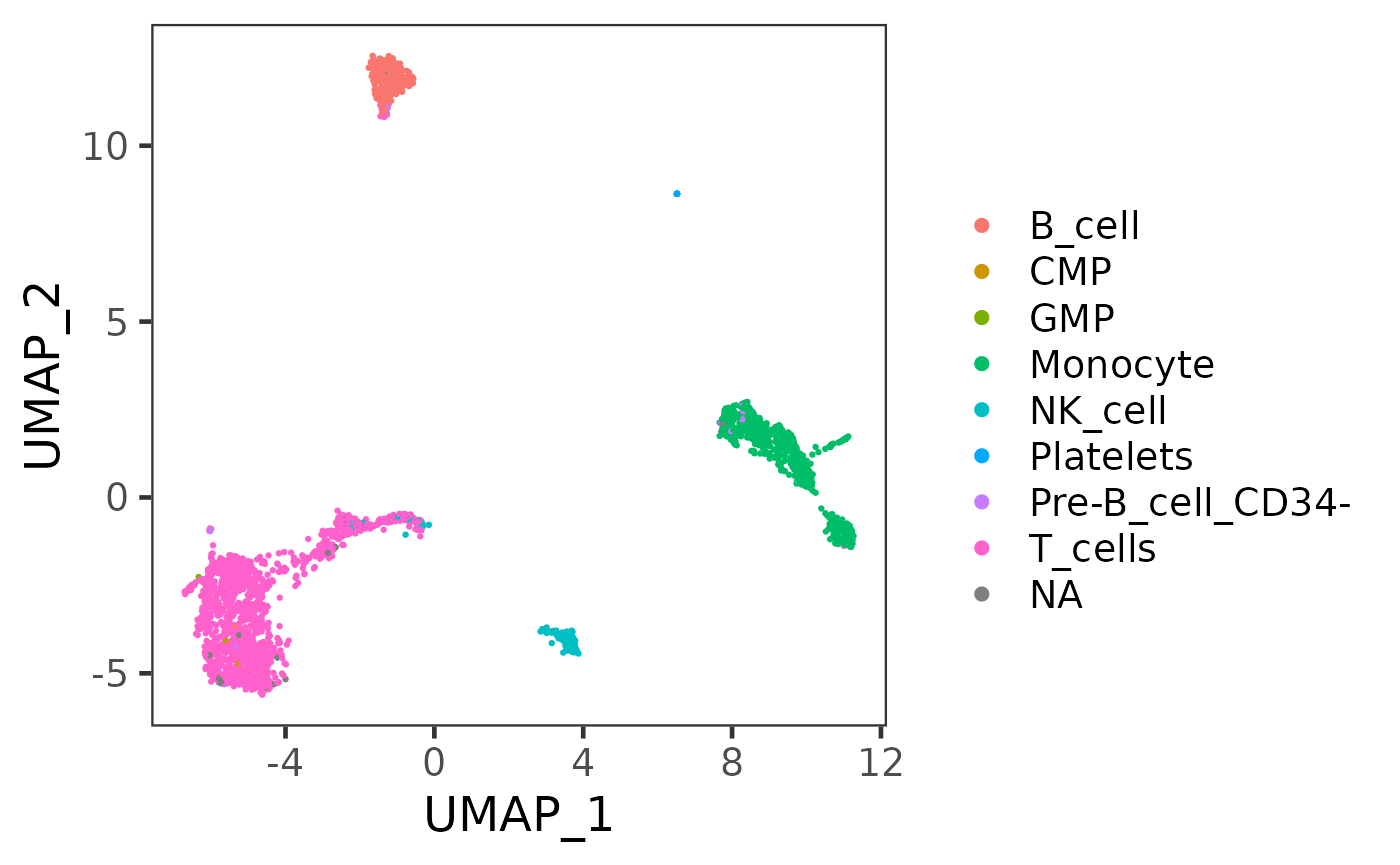 UMAP_2
10
5
0
-5
-4
0
4
8
12
UMAP_1
B_cell
CMP
GMP
Monocyte
NK_cell
Platelets
Pre-B_cell_CD34-
T_cells
NA